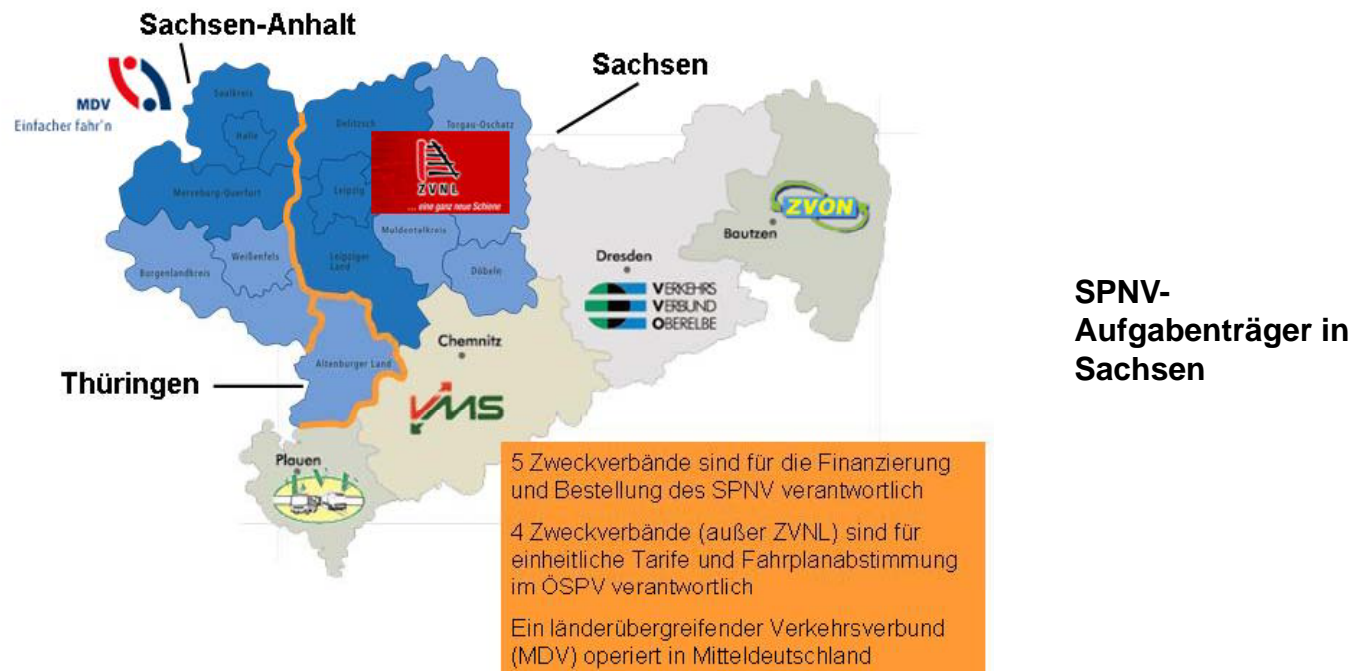 Sachsen-Anhalt
MDV
Einfacher fahr'n
Saalkreis
Halle
Merseburg-Querfurt
Burgenlandkreis
Weißenfels
Delitzsch
Torgau-Oschatz
Leipzig
ZVNL
... eine ganz neue Schiene
Muldentalkreis
Leipziger
Land
Döbeln
Altenburger Land
Sachsen
Thüringen
ZVON
Bautzen
Dresden
VERKEHRS
VERBUND
OBERELBE
Chemnitz
VMS
Plauen
SPNV-
Aufgabenträger in
Sachsen
5 Zweckverbände sind für die Finanzierung
und Bestellung des SPNV verantwortlich
4 Zweckverbände (außer ZVNL) sind für
einheitliche Tarife und Fahrplanabstimmung
im ÖSPV verantwortlich
Ein länderübergreifender Verkehrsverbund
(MDV) operiert in Mitteldeutschland